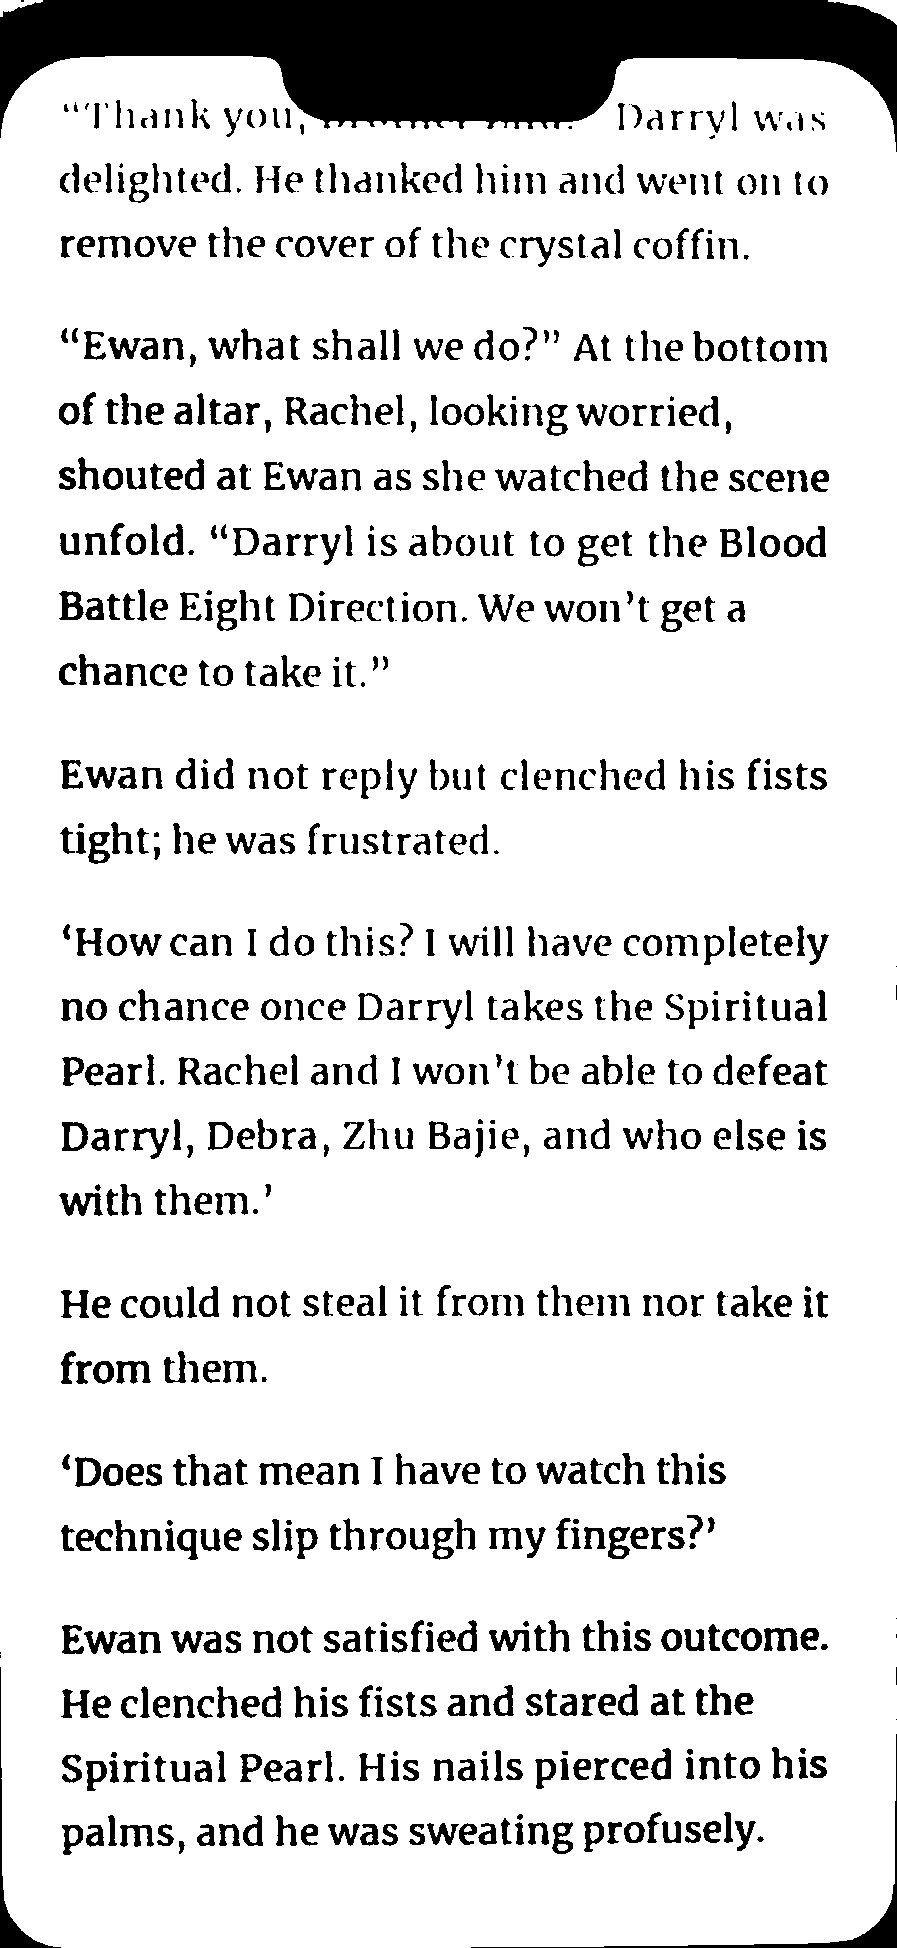 “Thank you, Darryl was
delighted. He thanked him and went on to
remove the cover of the crystal coffin.
“Ewan, what shall we do?” At the bottom
of the altar, Rachel, looking worried,
shouted at Ewan as she watched the scene
unfold. “Darryl is about to get the Blood
Battle Eight Direction. We won’t get a
chance to take it.”
Ewan did not reply but clenched his fists
tight; he was frustrated.
‘How can I do this? I will have completely
no chance once Darryl takes the Spiritual
Pearl. Rachel and I won't be able to defeat
Darryl, Debra, Zhu Bajie, and who else is
with them.’
He could not steal it from them nor take it
from them.
‘Does that mean I have to watch this
technique slip through my fingers?’
Ewan was not satisfied with this outcome.
He clenched his fists and stared at the
Spiritual Pearl. His nails pierced into his
palms, and he was sweating profusely.